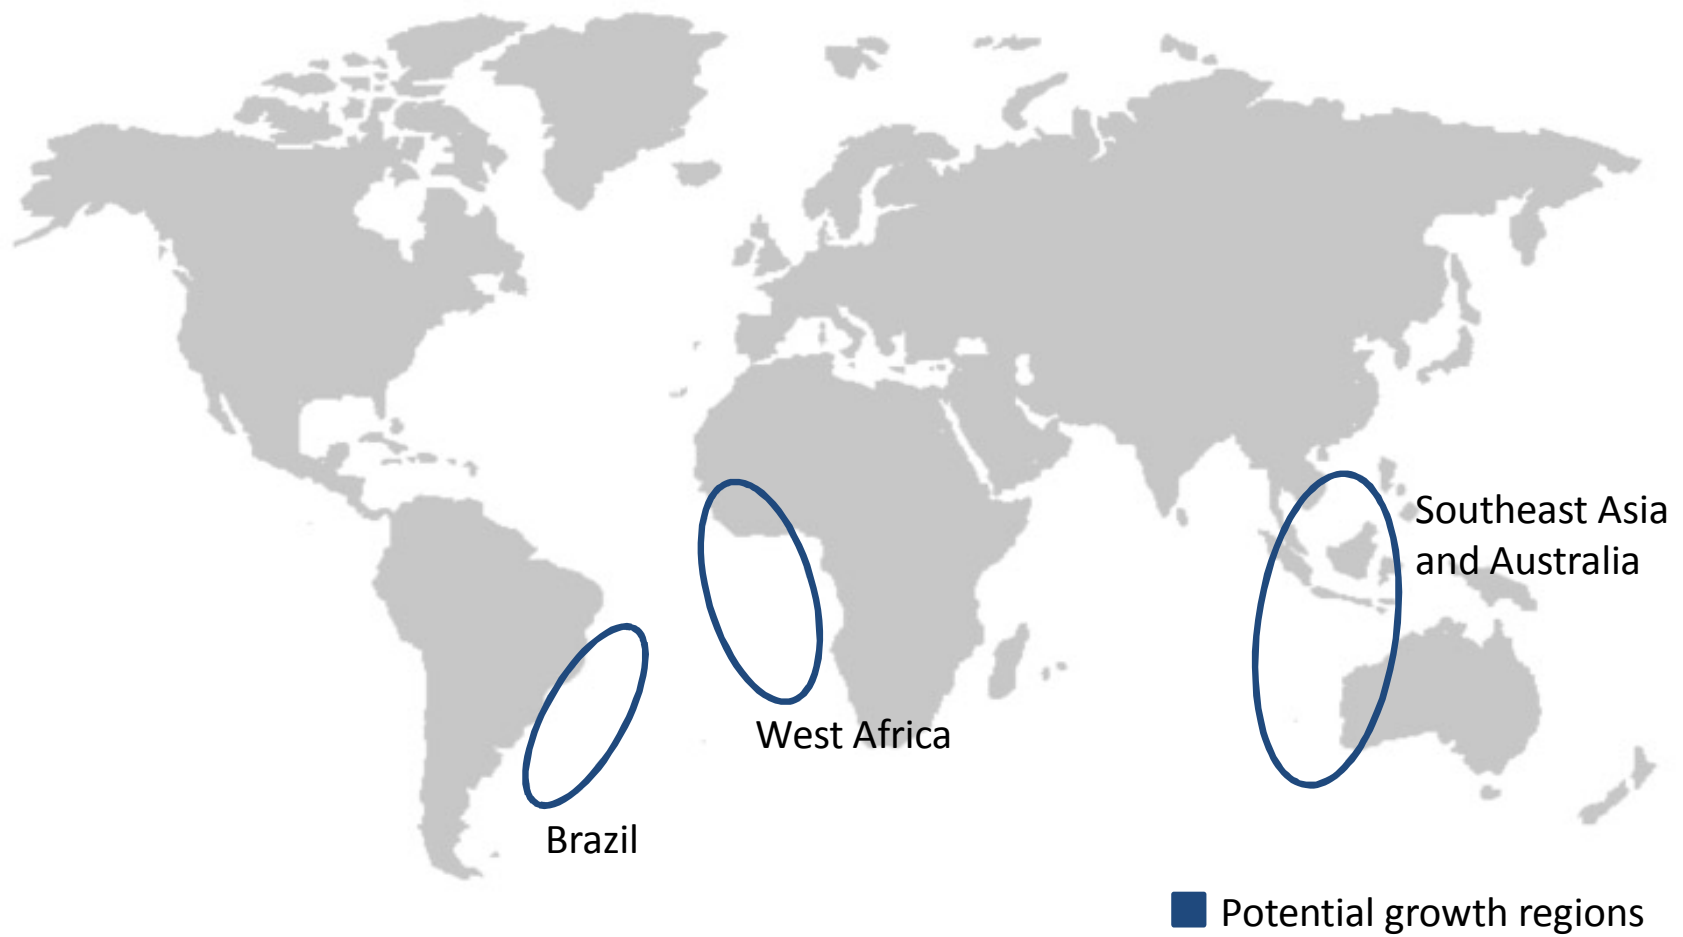 Southeast Asia
and Australia
West Africa
Brazil
Potential growth regions